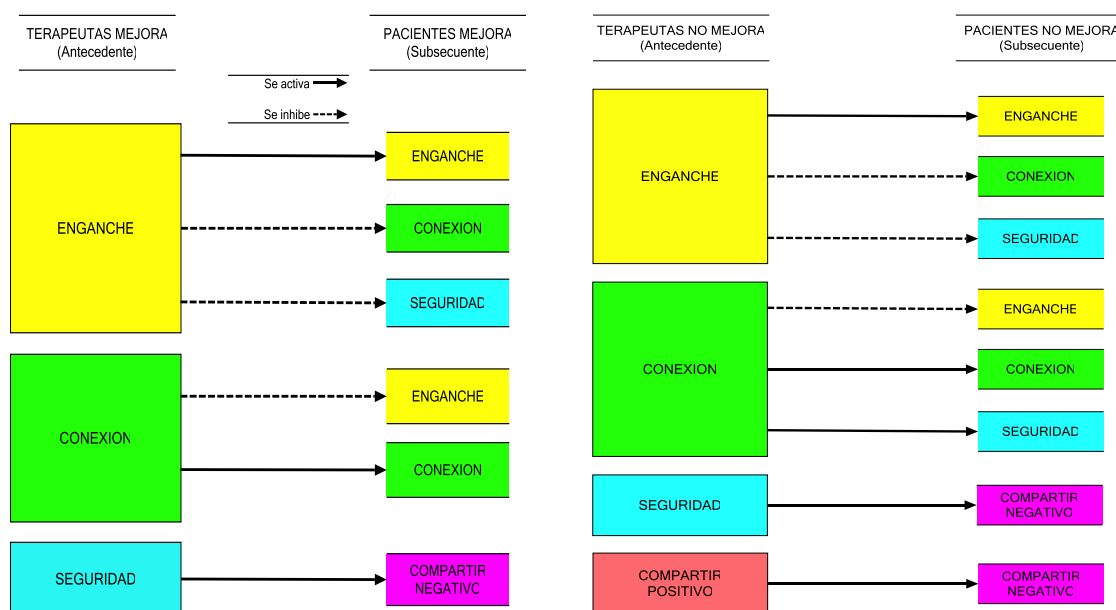 TERAPEUTAS MEJORA
(Antecedente)
PACIENTES MEJORA
(Subsecuente)
Se activa
Se inhibe
ENGANCHE
ENGANCHE
CONEXION
SEGURIDAD
CONEXION
ENGANCHE
CONEXION
SEGURIDAD
COMPARTIR
NEGATIVO
TERAPEUTAS NO MEJORA
(Antecedente)
PACIENTES NO MEJORA
(Subsecuente)
ENGANCHE
ENGANCHE
CONEXION
SEGURIDAD
CONEXION
ENGANCHE
CONEXION
SEGURIDAD
SEGURIDAD
COMPARTIR
NEGATIVO
COMPARTIR
POSITIVO
COMPARTIR
NEGATIVO